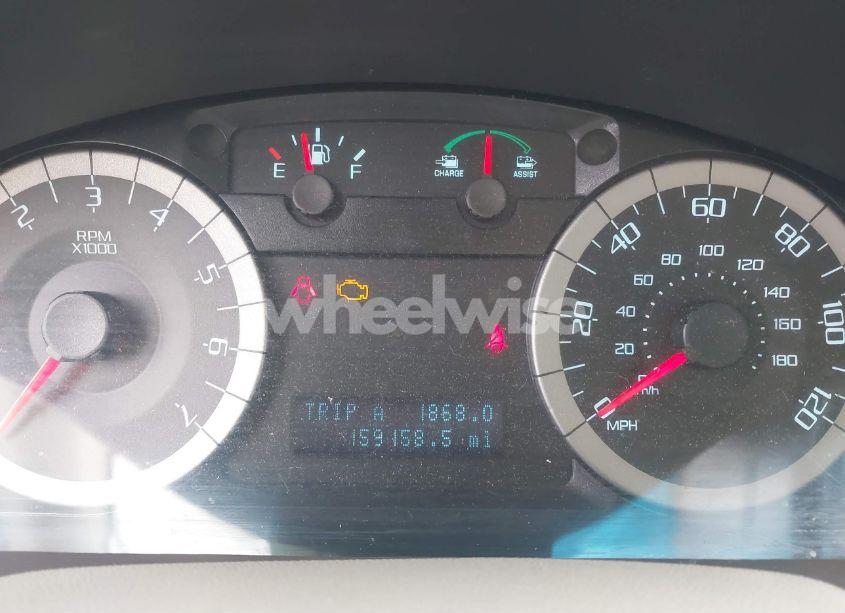 E F
CHARGE ASSIST
2 3 4 5 6 7
RPM
X1000
0 20 40 60 80 100 120
20 40 60 80 100 120 140 160 180
MPH
wheelwise
TRIP A 1868.0
159158.5 mi